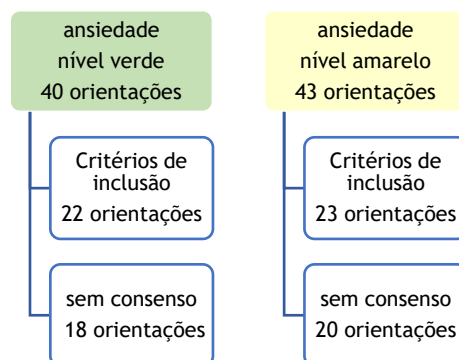 ansiedade
nível verde
40 orientações
Critérios de
inclusão
22 orientações
sem consenso
18 orientações
ansiedade
nível amarelo
43 orientações
Critérios de
inclusão
23 orientações
sem consenso
20 orientações